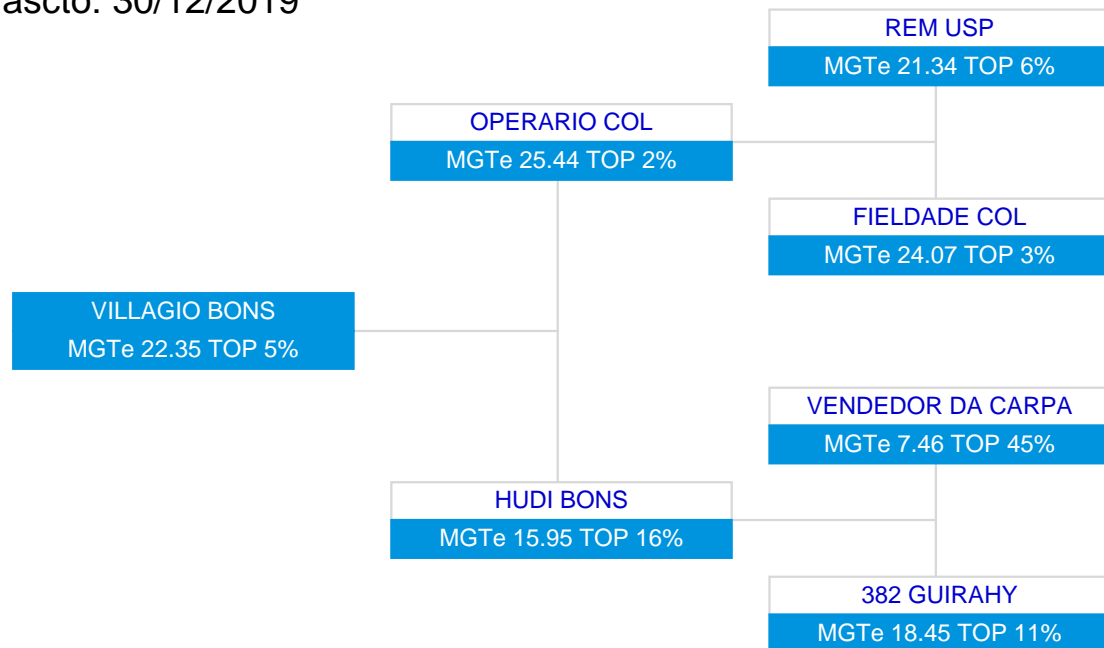 ascto: 30/12/2019
REM USP
MGTe 21.34 TOP 6%
OPERARIO COL
MGTe 25.44 TOP 2%
FIELDADE COL
MGTe 24.07 TOP 3%
VILLAGIO BONS
MGTe 22.35 TOP 5%
VENDEDOR DA CARPA
MGTe 7.46 TOP 45%
HUDI BONS
MGTe 15.95 TOP 16%
382 GUIRAHY
MGTe 18.45 TOP 11%